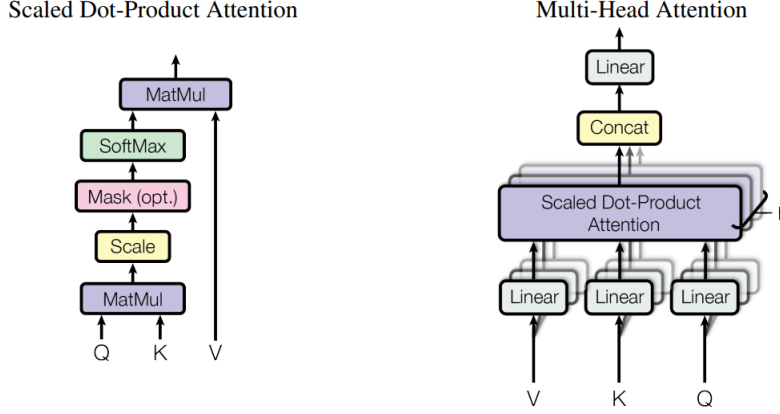 Scaled Dot-Product Attention
MatMul
SoftMax
Mask (opt.)
Scale
MatMul
Q K V
Multi-Head Attention
Linear
Concat
Scaled Dot-Product
Attention
Linear Linear Linear
V K Q